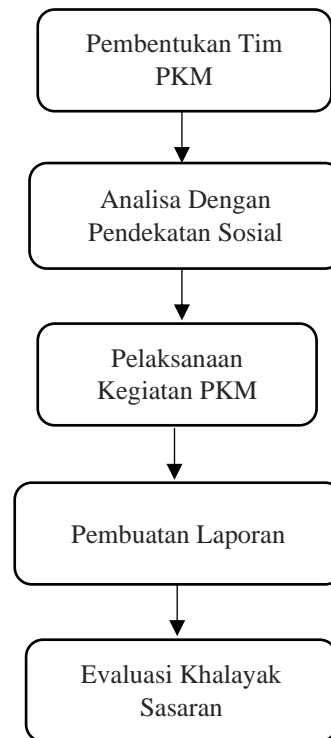 Pembentukan Tim
PKM
Analisa Dengan
Pendekatan Sosial
Pelaksanaan
Kegiatan PKM
Pembuatan Laporan
Evaluasi Khalayak
Sasaran